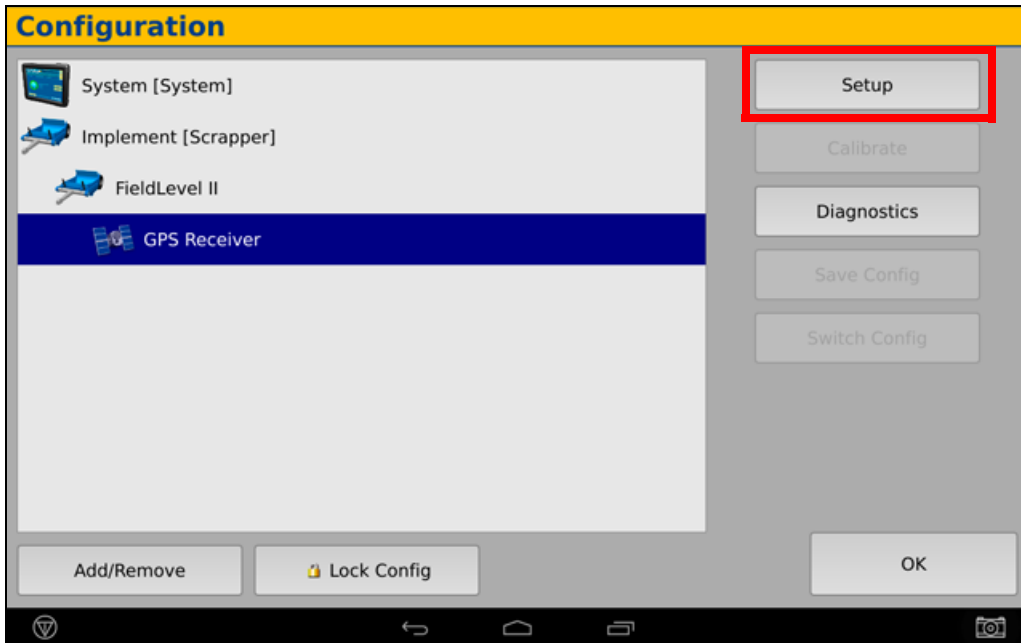 Configuration
System [System]
Implement [Scrapper]
FieldLevel II
GPS Receiver
Setup
Calibrate
Diagnostics
Save Config
Switch Config
Add/Remove
Lock Config
OK